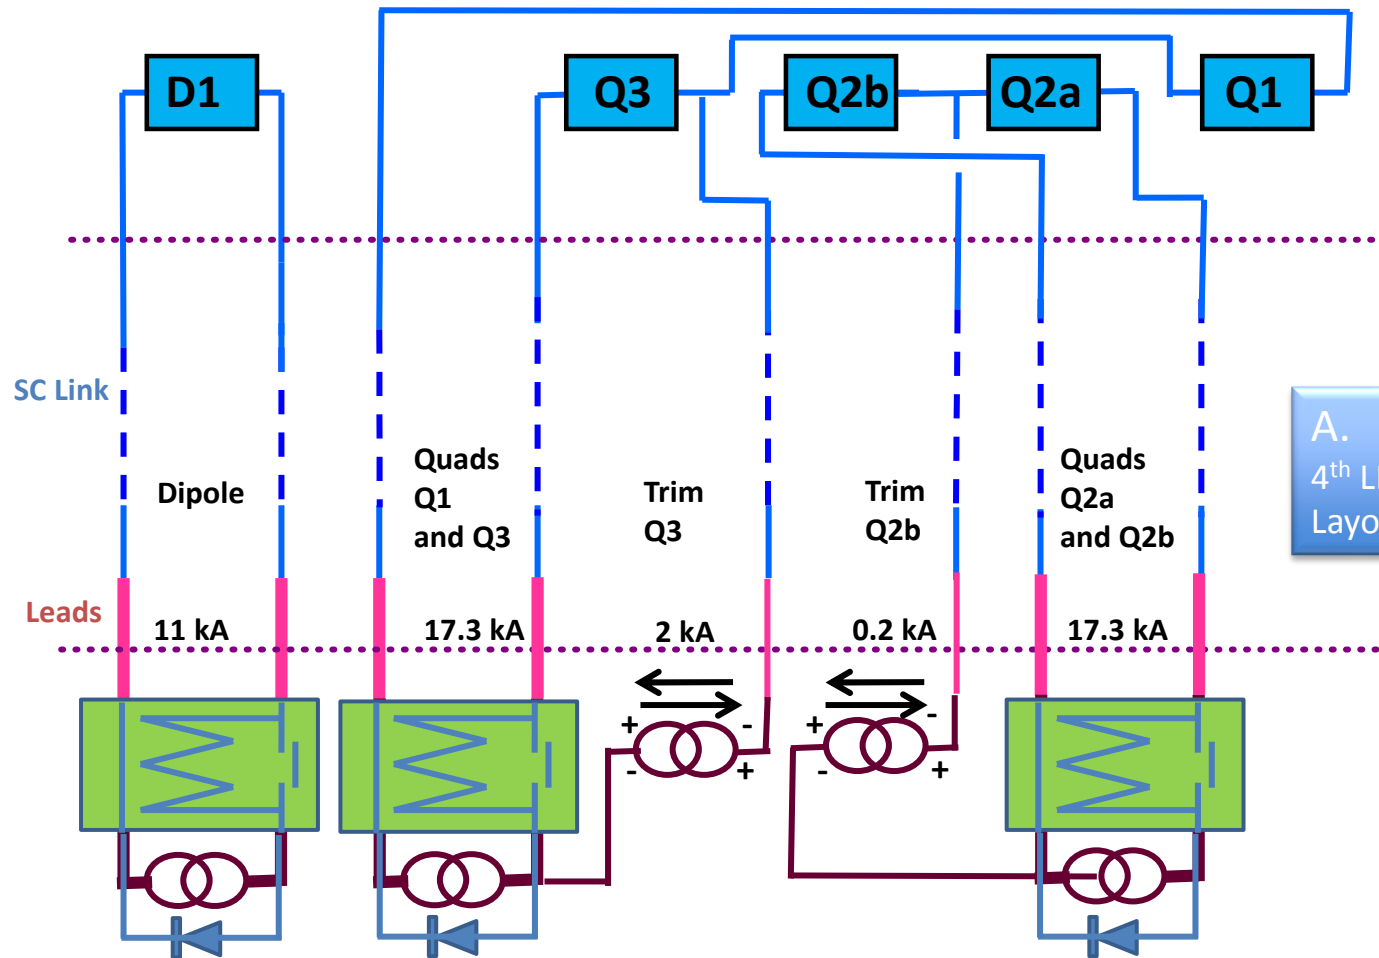 D1
Q3
Q2b
Q2a
Q1
SC Link
Dipole
Quads
Q1
and Q3
Trim
Q3
Trim
Q2b
Quads
Q2a
and Q2b
A.
4th
Leads
11 kA
17.3 kA
2 kA
0.2 kA
17.3 kA
+ - + -
- + - +